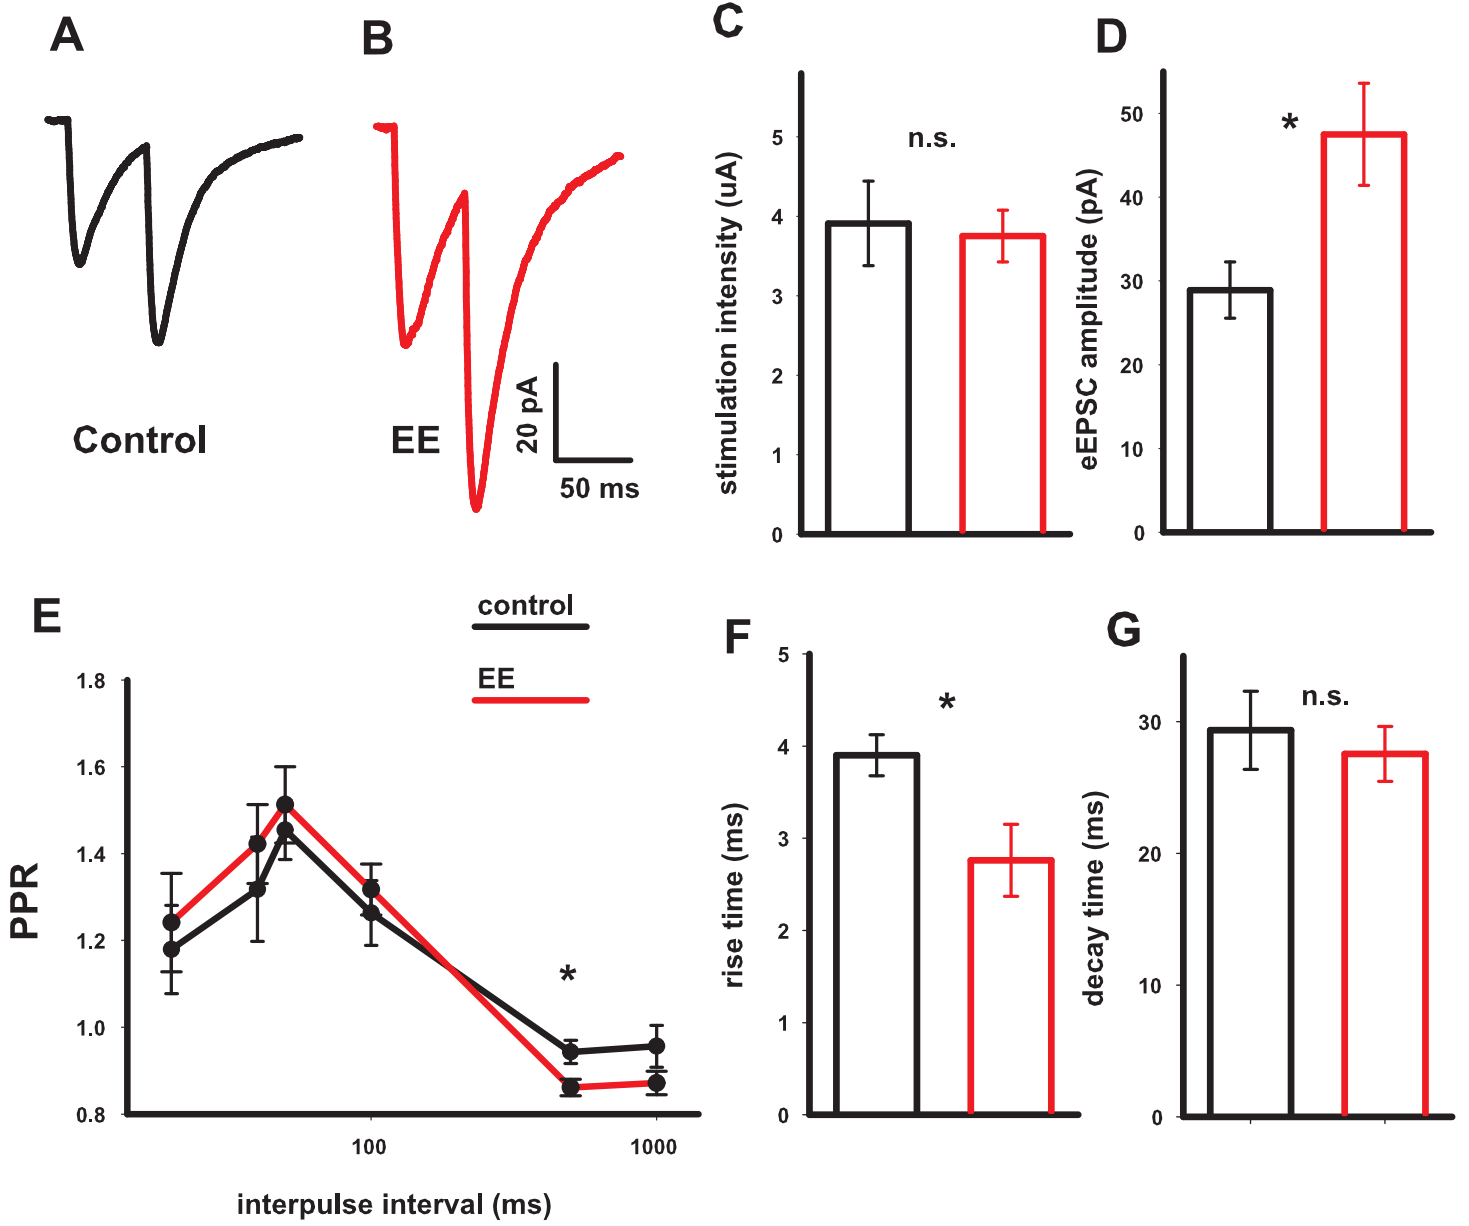 A
B
C
D
Control
EE
20 pA
50 ms
stimulation intensity (uA)
5
4
3
2
1
0
n.s.
eEPSC amplitude (pA)
50
40
30
20
10
0
*
E
control
EE
PPR
1.8
1.6
1.4
1.2
1.0
0.8
*
100
1000
interpulse interval (ms)
F
rise time (ms)
5
4
3
2
1
0
*
G
decay time (ms)
30
20
10
0
n.s.